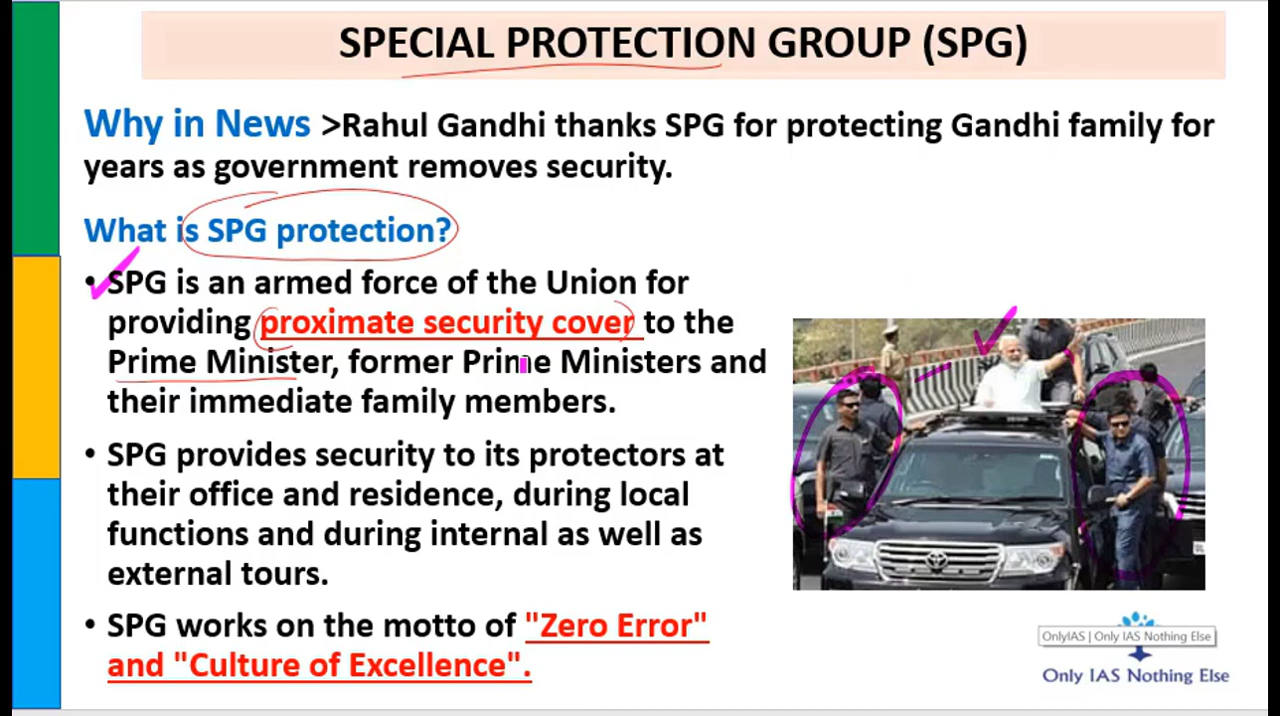 SPECIAL PROTECTION GROUP (SPG)
Why in News >Rahul Gandhi thanks SPG for protecting Gandhi family for
years as government removes security.
What is SPG protection?
• SPG is an armed force of the Union for
providing proximate security cover to the
Prime Minister, former Prime Ministers and
their immediate family members.
• SPG provides security to its protectors at
their office and residence, during local
functions and during internal as well as
external tours.
• SPG works on the motto of "Zero Error"
and "Culture of Excellence".
OnlyIAS | Only IAS Nothing Else
Only IAS Nothing Else